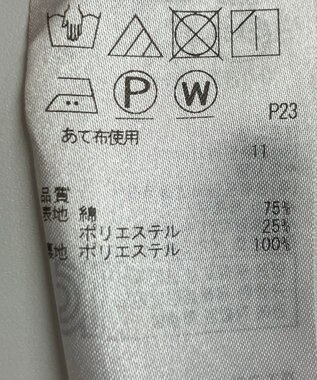 P W
P23
あて布使用
11
品質
表地 綿 75%
ポリエステル 25%
裏地 ポリエステル 100%